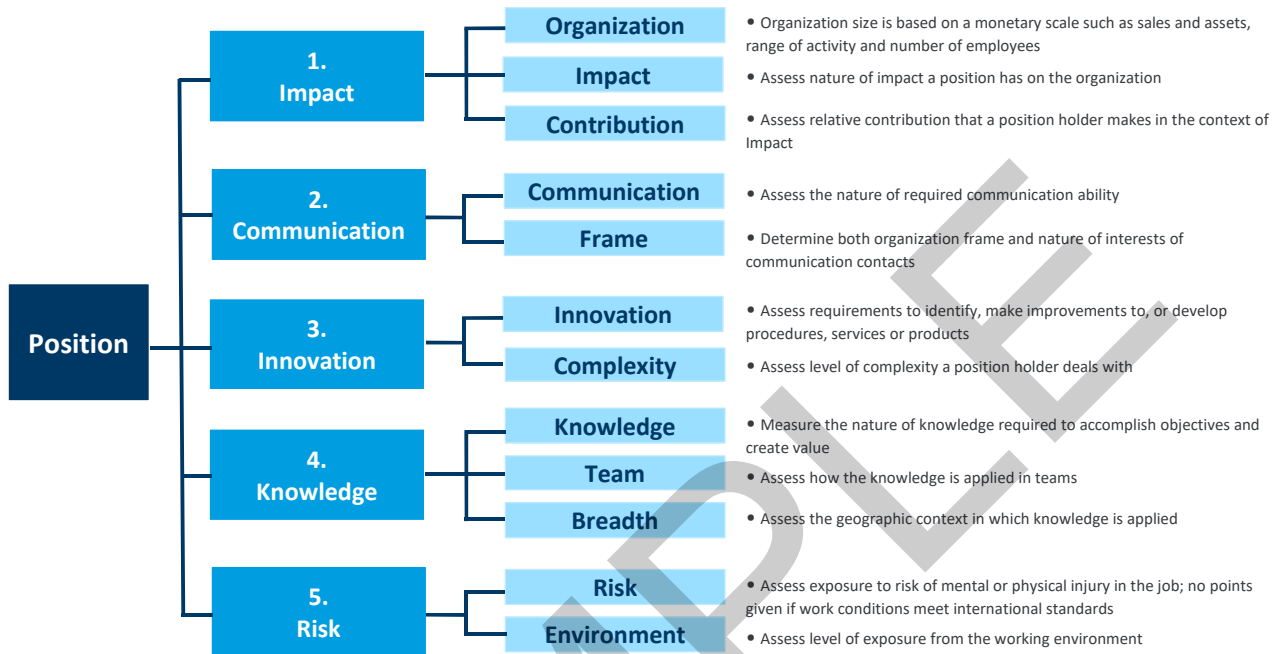 Position
1.
Impact
Organization
• Organization size is based on a monetary scale such as sales and assets,
range of activity and number of employees
Impact
• Assess nature of impact a position has on the organization
Contribution
• Assess relative contribution that a position holder makes in the context of
Impact
2.
Communication
Communication
• Assess the nature of required communication ability
Frame
• Determine both organization frame and nature of interests of
communication contacts
3.
Innovation
Innovation
• Assess requirements to identify, make improvements to, or develop
procedures, services or products
Complexity
• Assess level of complexity a position holder deals with
4.
Knowledge
Knowledge
• Measure the nature of knowledge required to accomplish objectives and
create value
Team
• Assess how the knowledge is applied in teams
Breadth
• Assess the geographic context in which knowledge is applied
5.
Risk
Risk
• Assess exposure to risk of mental or physical injury in the job; no points
given if work conditions meet international standards
Environment
• Assess level of exposure from the working environment
MPLE